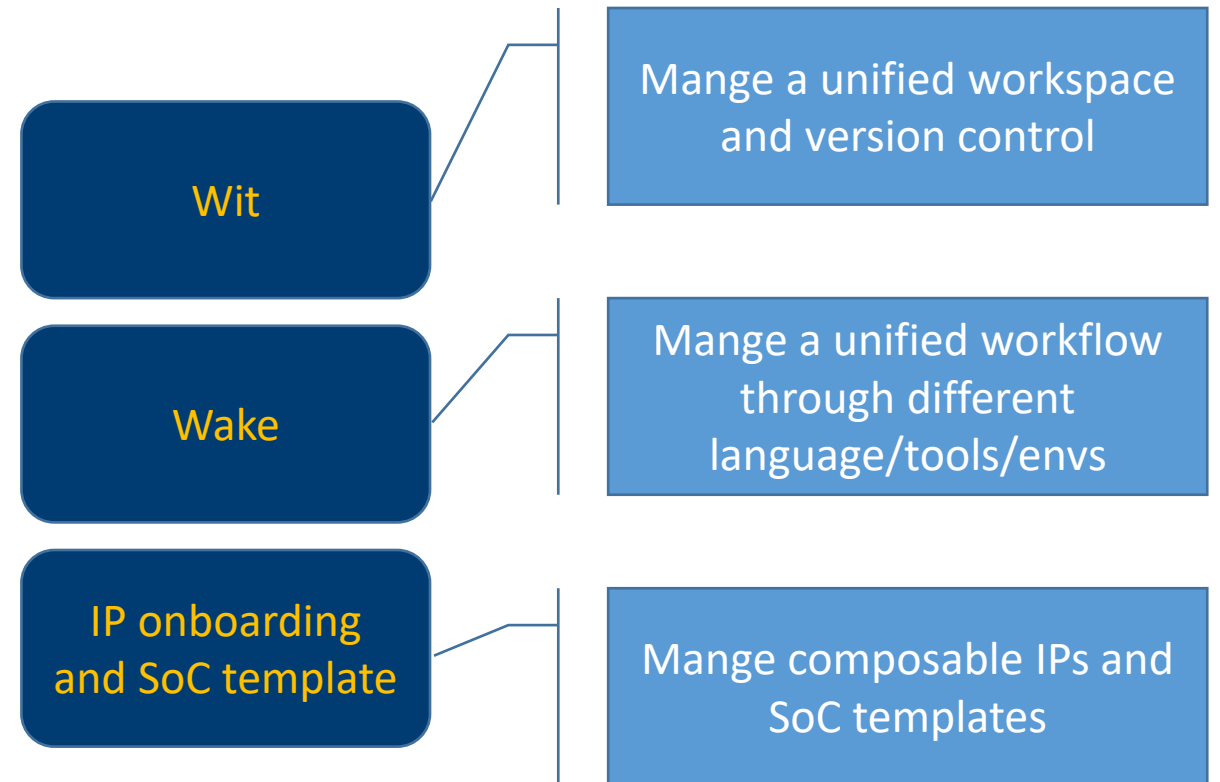 Wit
Mange a unified workspace
and version control
Wake
Mange a unified workflow
through different
language/tools/envs
IP onboarding
and SoC template
Mange composable IPs and
SoC templates